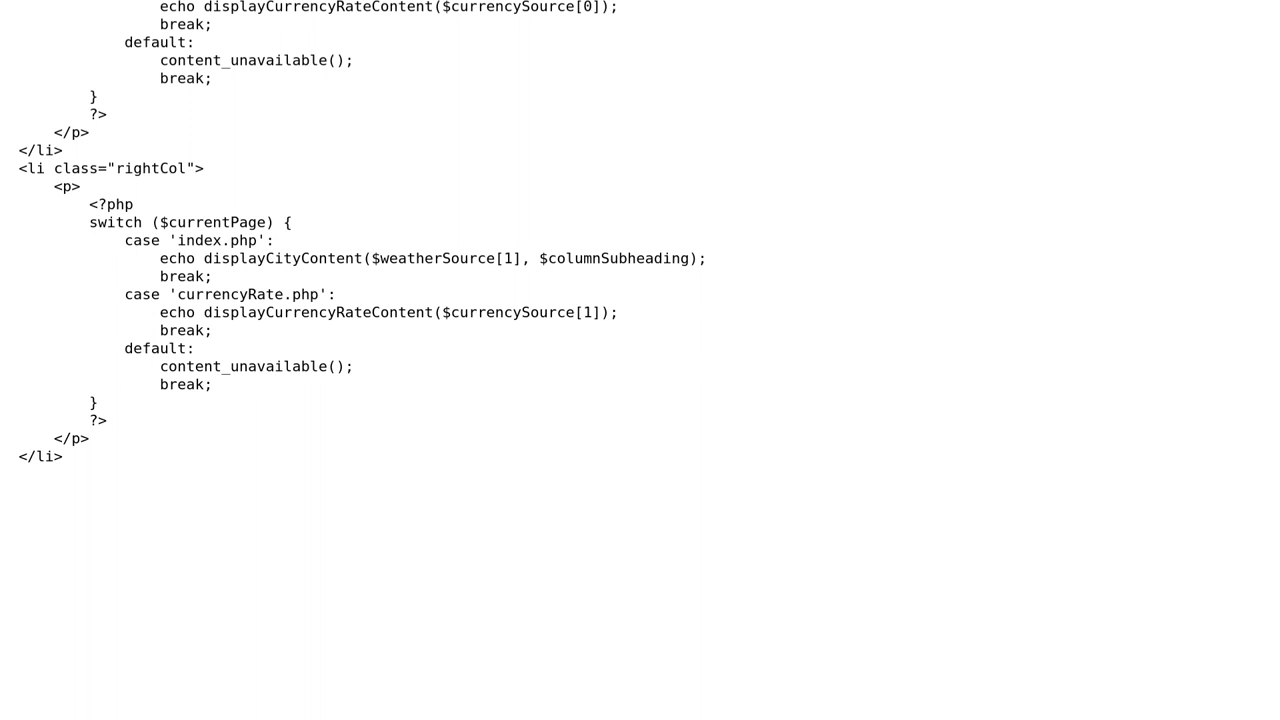 echo displayCurrencyRateContent($currencySource[0]);
                break;
            default:
                content_unavailable();
                break;
        }
        ?>
    </p>
</li>
<li class="rightCol">
    <p>
        <?php
        switch ($currentPage) {
            case 'index.php':
                echo displayCityContent($weatherSource[1], $columnSubheading);
                break;
            case 'currencyRate.php':
                echo displayCurrencyRateContent($currencySource[1]);
                break;
            default:
                content_unavailable();
                break;
        }
        ?>
    </p>
</li>